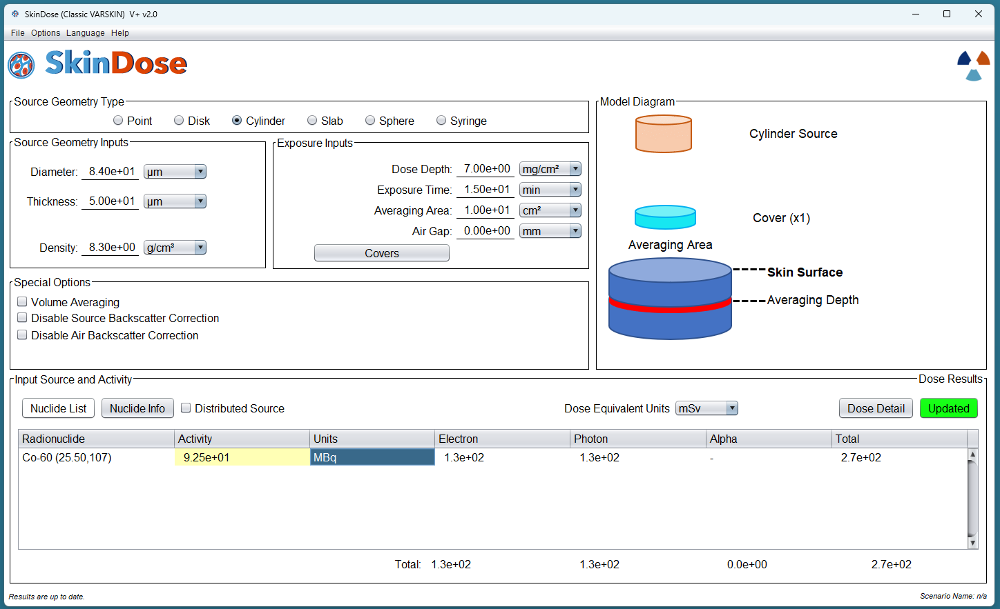 SkinDose (Classic VARSKIN) V+ v2.0
File Options Language Help
SkinDose
Source Geometry Type
Point Disk Cylinder Slab Sphere Syringe
Source Geometry Inputs
Diameter: 8.40e+01 µm
Thickness: 5.00e+01 µm
Density: 8.30e+00 g/cm³
Exposure Inputs
Dose Depth: 7.00e+00 mg/cm²
Exposure Time: 1.50e+01 min
Averaging Area: 1.00e+01 cm²
Air Gap: 0.00e+00 mm
Covers
Special Options
Volume Averaging
Disable Source Backscatter Correction
Disable Air Backscatter Correction
Model Diagram
Cylinder Source
Cover (x1)
Averaging Area
Skin Surface
Averaging Depth
Input Source and Activity
Dose Results
Nuclide List Nuclide Info Distributed Source Dose Equivalent Units mSv Dose Detail Updated
Radionuclide Activity Units Electron Photon Alpha Total
Co-60 (25.50,107) 9.25e+01 MBq 1.3e+02 1.3e+02 - 2.7e+02
Total: 1.3e+02 1.3e+02 0.0e+00 2.7e+02
Results are up to date.
Scenario Name: n/a